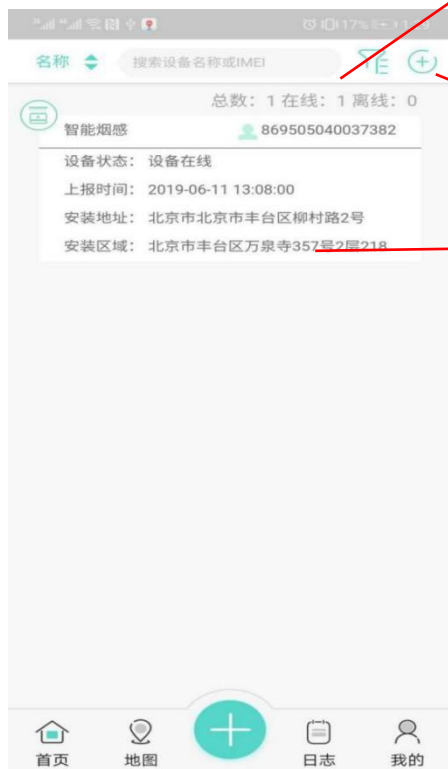 名称 搜索设备名称或IMEI
总数：1 在线：1 离线：0
智能烟感 869505040037382
设备状态： 设备在线
上报时间： 2019-06-11 13:08:00
安装地址： 北京市北京市丰台区柳村路2号
安装区域： 北京市丰台区万泉寺357号2层218
首页 地图 日志 我的